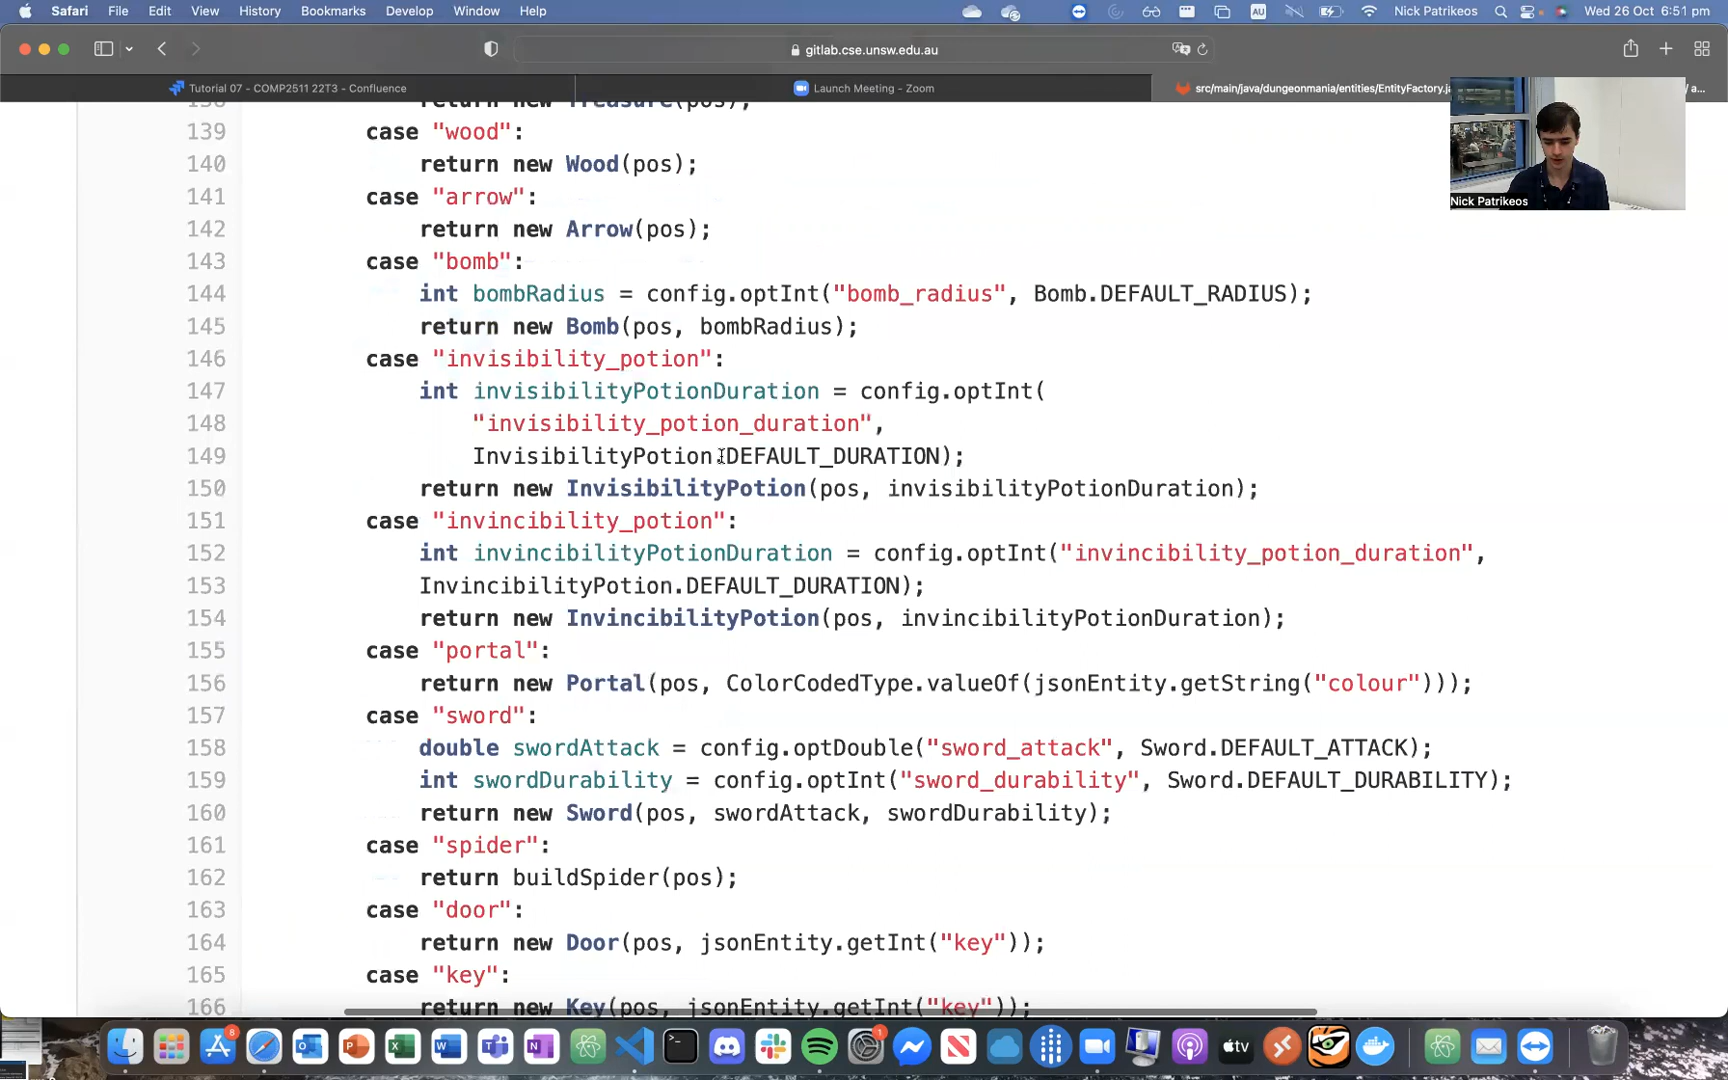 Safari File Edit View History Bookmarks Develop Window Help Nick Patrikeos Wed 26 Oct 6:51 pm
gitlab.cse.unsw.edu.au
Tutorial 07 - COMP2511 22T3 - Confluence Launch Meeting - Zoom src/main/java/dungeonmania/entities/EntityFactory.ja
Nick Patrikeos
138 return new Treasure(pos);
139 case "wood":
140 return new Wood(pos);
141 case "arrow":
142 return new Arrow(pos);
143 case "bomb":
144 int bombRadius = config.optInt("bomb_radius", Bomb.DEFAULT_RADIUS);
145 return new Bomb(pos, bombRadius);
146 case "invisibility_potion":
147 int invisibilityPotionDuration = config.optInt(
148 "invisibility_potion_duration",
149 InvisibilityPotion.DEFAULT_DURATION);
150 return new InvisibilityPotion(pos, invisibilityPotionDuration);
151 case "invincibility_potion":
152 int invincibilityPotionDuration = config.optInt("invincibility_potion_duration",
153 InvincibilityPotion.DEFAULT_DURATION);
154 return new InvincibilityPotion(pos, invincibilityPotionDuration);
155 case "portal":
156 return new Portal(pos, ColorCodedType.valueOf(jsonEntity.getString("colour")));
157 case "sword":
158 double swordAttack = config.optDouble("sword_attack", Sword.DEFAULT_ATTACK);
159 int swordDurability = config.optInt("sword_durability", Sword.DEFAULT_DURABILITY);
160 return new Sword(pos, swordAttack, swordDurability);
161 case "spider":
162 return buildSpider(pos);
163 case "door":
164 return new Door(pos, jsonEntity.getInt("key"));
165 case "key":
166 return new Key(pos, jsonEntity.getInt("key"));